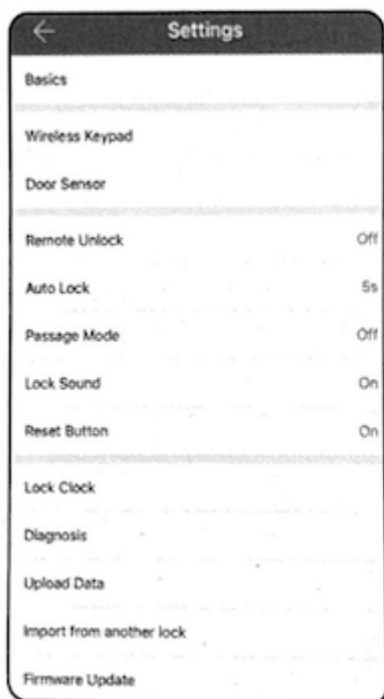 Settings
Basics
Wireless Keypad
Door Sensor
Remote Unlock Off
Auto Lock 5s
Passage Mode Off
Lock Sound On
Reset Button On
Lock Clock
Diagnosis
Upload Data
Import from another lock
Firmware Update